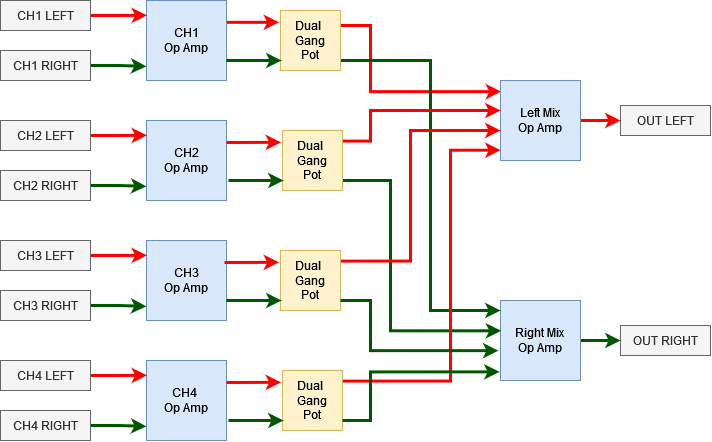 CH1 LEFT
CH1 RIGHT
CH1
Op Amp
Dual
Gang
Pot
CH2 LEFT
CH2 RIGHT
CH2
Op Amp
Dual
Gang
Pot
CH3 LEFT
CH3 RIGHT
CH3
Op Amp
Dual
Gang
Pot
CH4 LEFT
CH4 RIGHT
CH4
Op Amp
Dual
Gang
Pot
Left Mix
Op Amp
OUT LEFT
Right Mix
Op Amp
OUT RIGHT